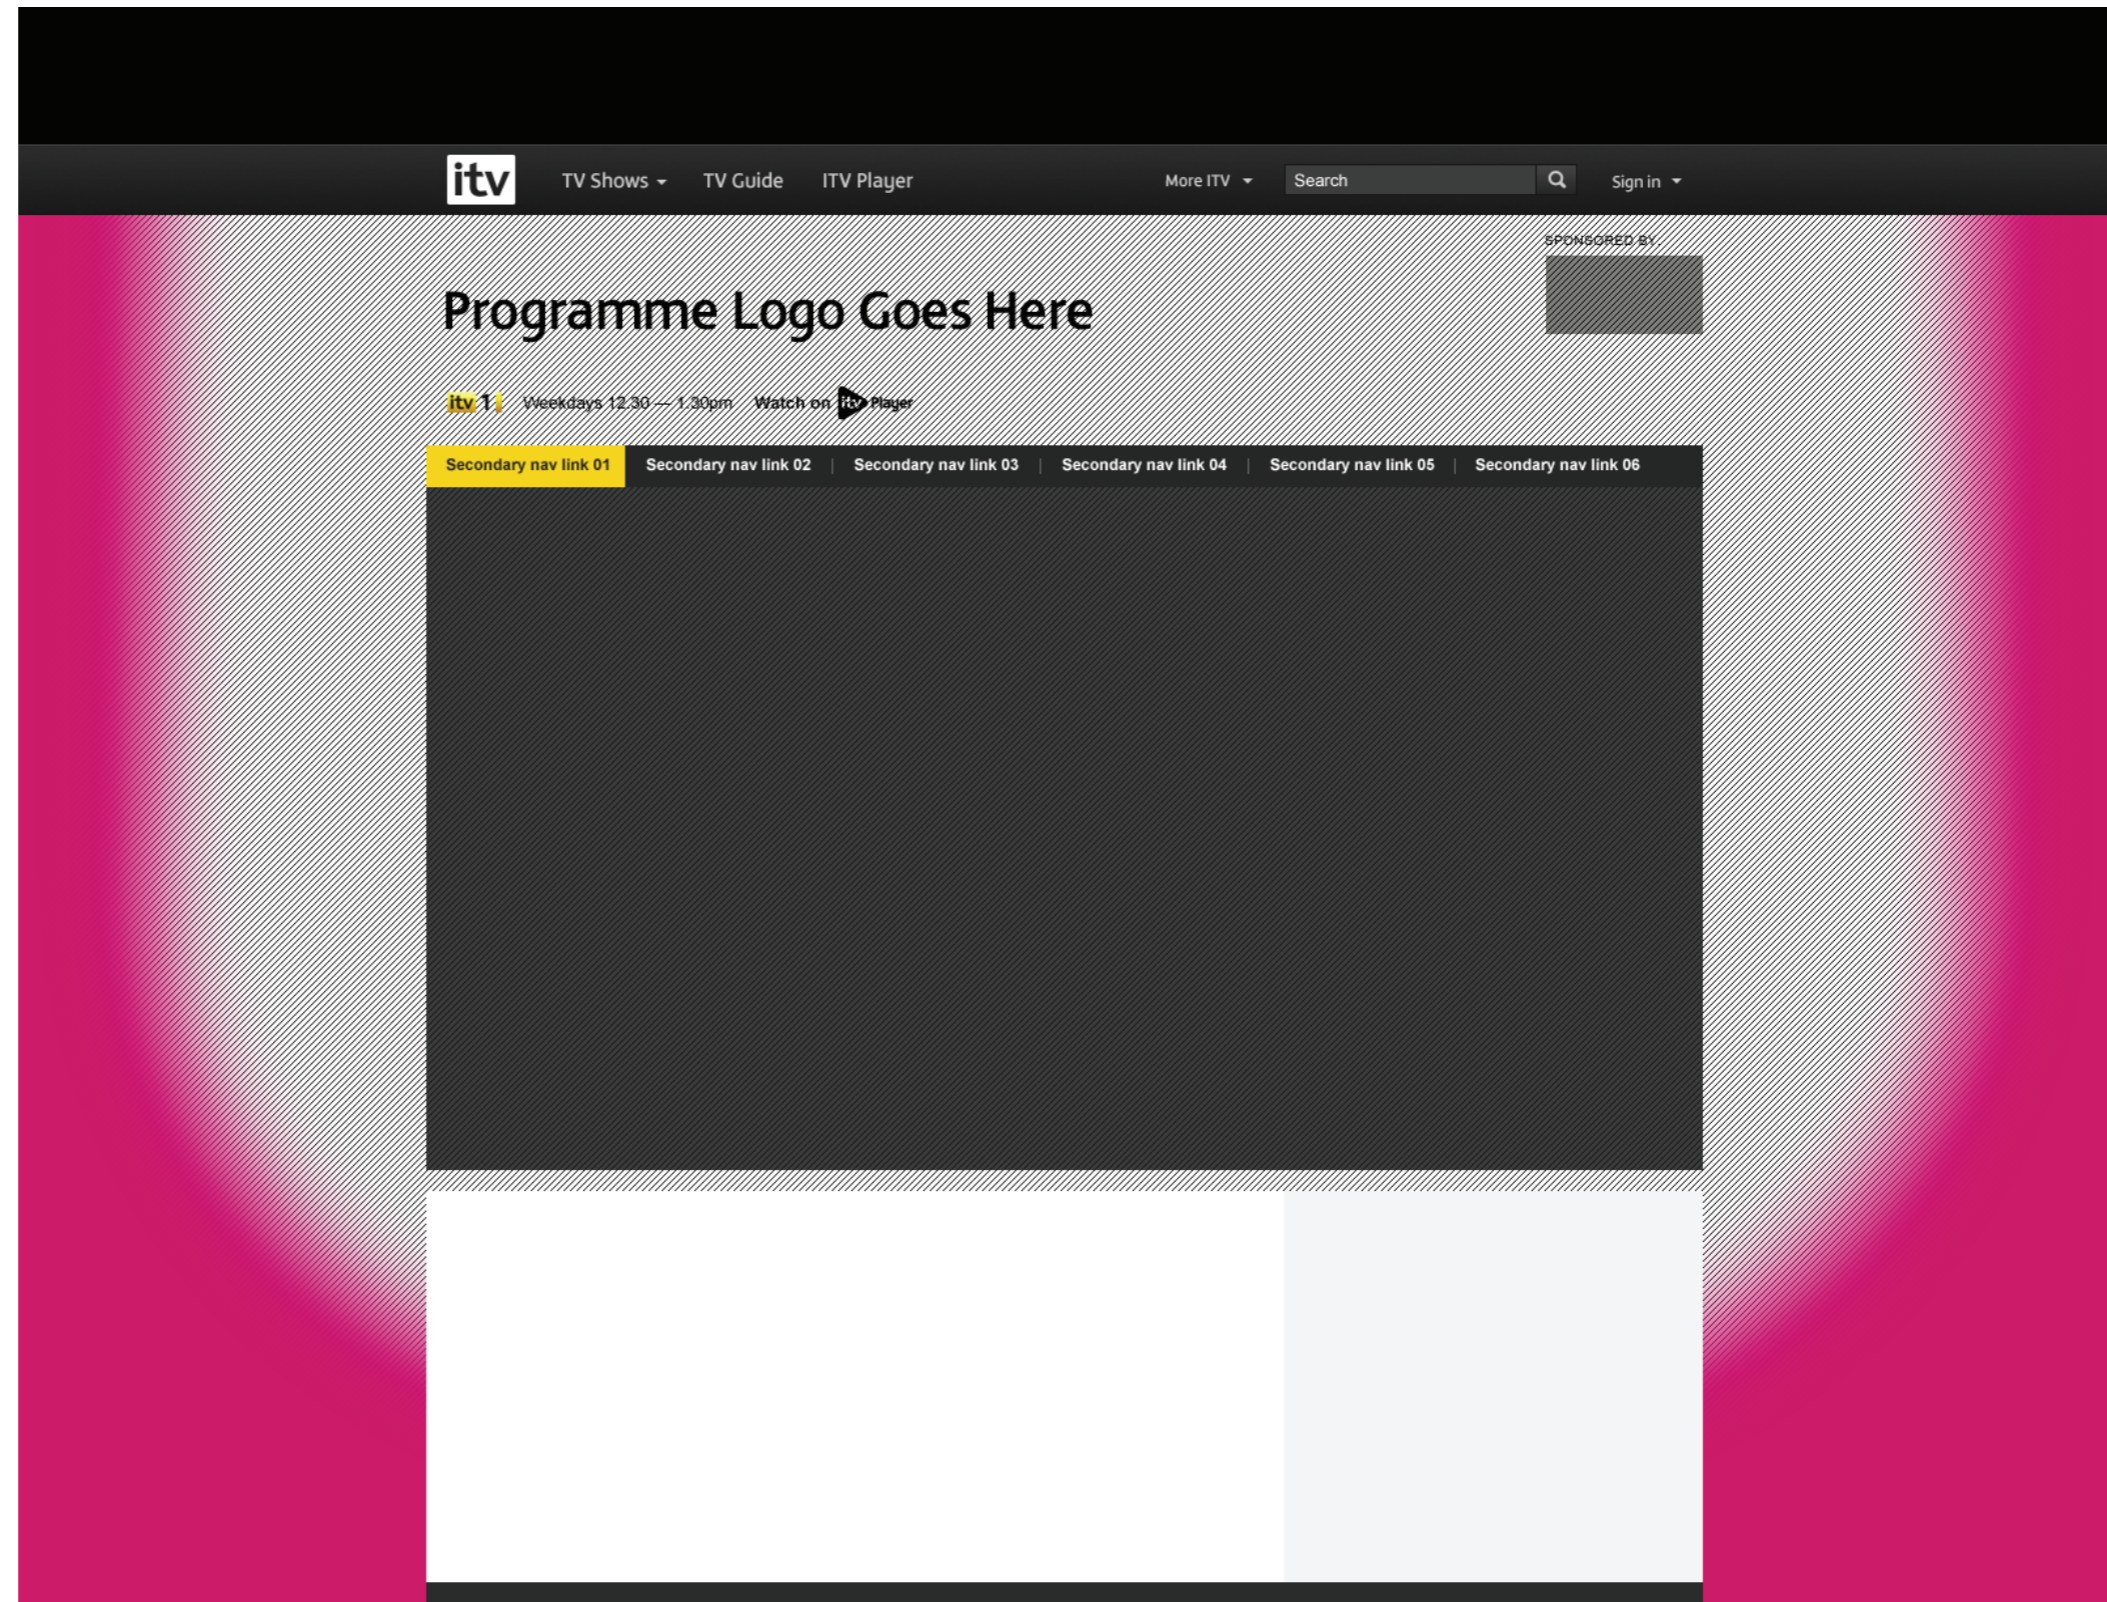 itv TV Shows TV Guide ITV Player More ITV Search Sign in
SPONSORED BY.
Programme Logo Goes Here
itv 1 Weekdays 12.30 — 1.30pm Watch on itv Player
Secondary nav link 01 Secondary nav link 02 | Secondary nav link 03 | Secondary nav link 04 | Secondary nav link 05 | Secondary nav link 06